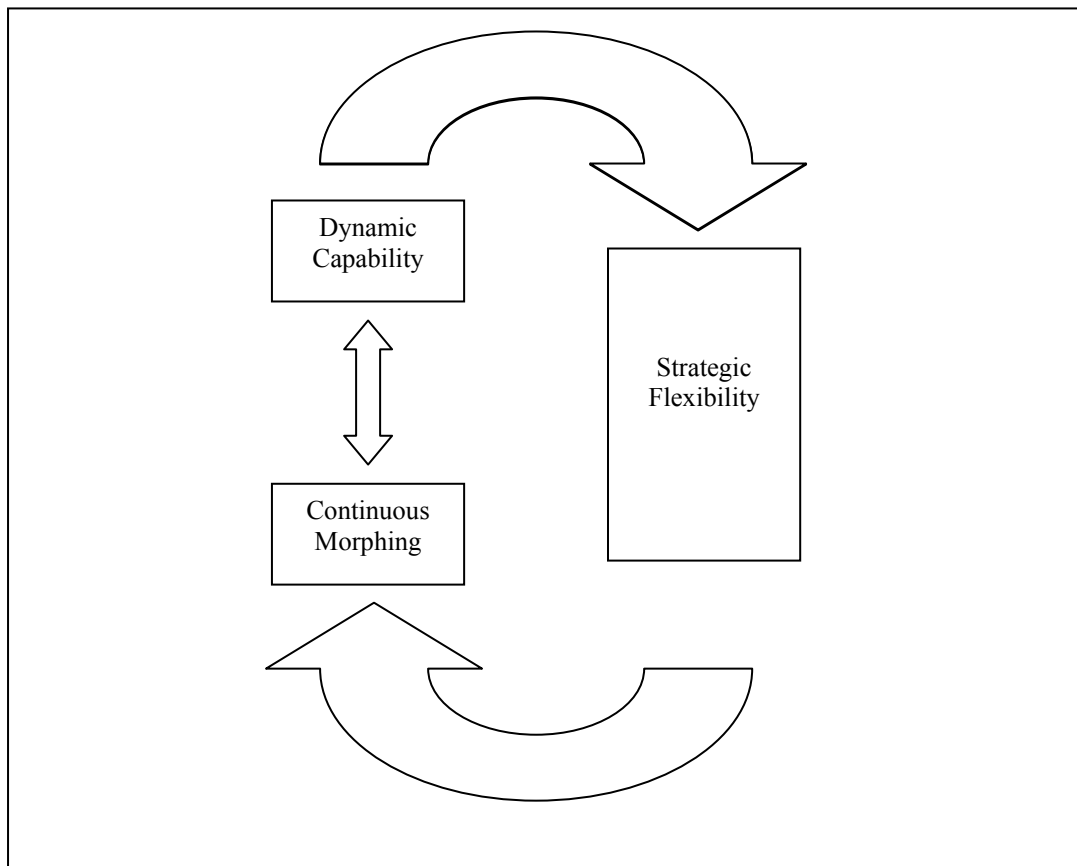 Dynamic
Capability
Strategic
Flexibility
Continuous
Morphing